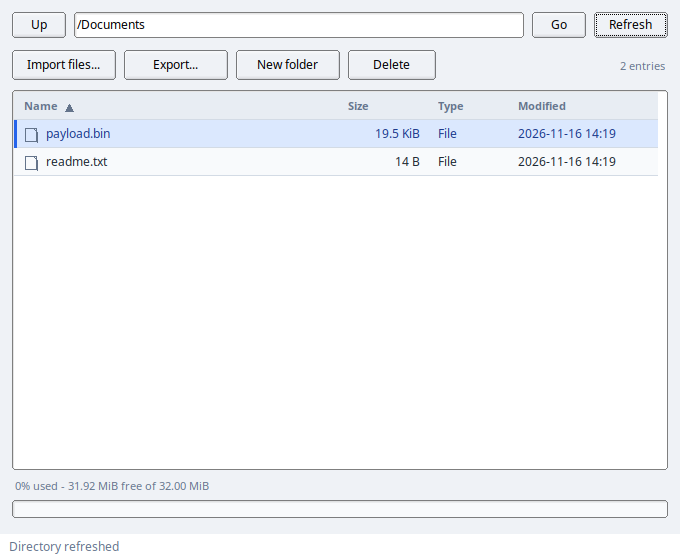 Up /Documents Go Refresh
Import files... Export... New folder Delete 2 entries
Name Size Type Modified
payload.bin 19.5 KiB File 2026-11-16 14:19
readme.txt 14 B File 2026-11-16 14:19
0% used - 31.92 MiB free of 32.00 MiB
Directory refreshed